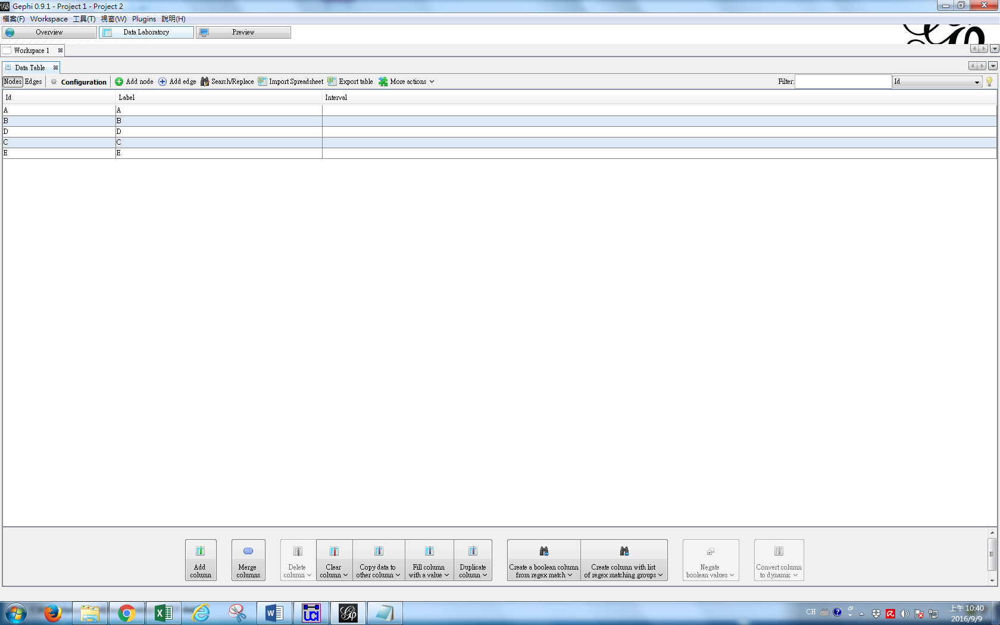 Gephi 0.9.1 - Project 1 - Project 2
檔案(F) Workspace 工具(T) 視窗(W) Plugins 說明(H)
Overview Data Laboratory Preview
Workspace 1
Data Table
Nodes Edges Configuration Add node Add edge Search/Replace Import Spreadsheet Export table More actions Filter: Id
Id Label Interval
A A
B B
D D
C C
E E
Add column
Merge columns
Delete column
Clear column
Copy data to other column
Fill column with a value
Duplicate column
Create a boolean column from regex match
Create column with list of regex matching groups
Negate boolean values
Convert column to dynamic
CH
上午 10:40
2016/9/9
UCI